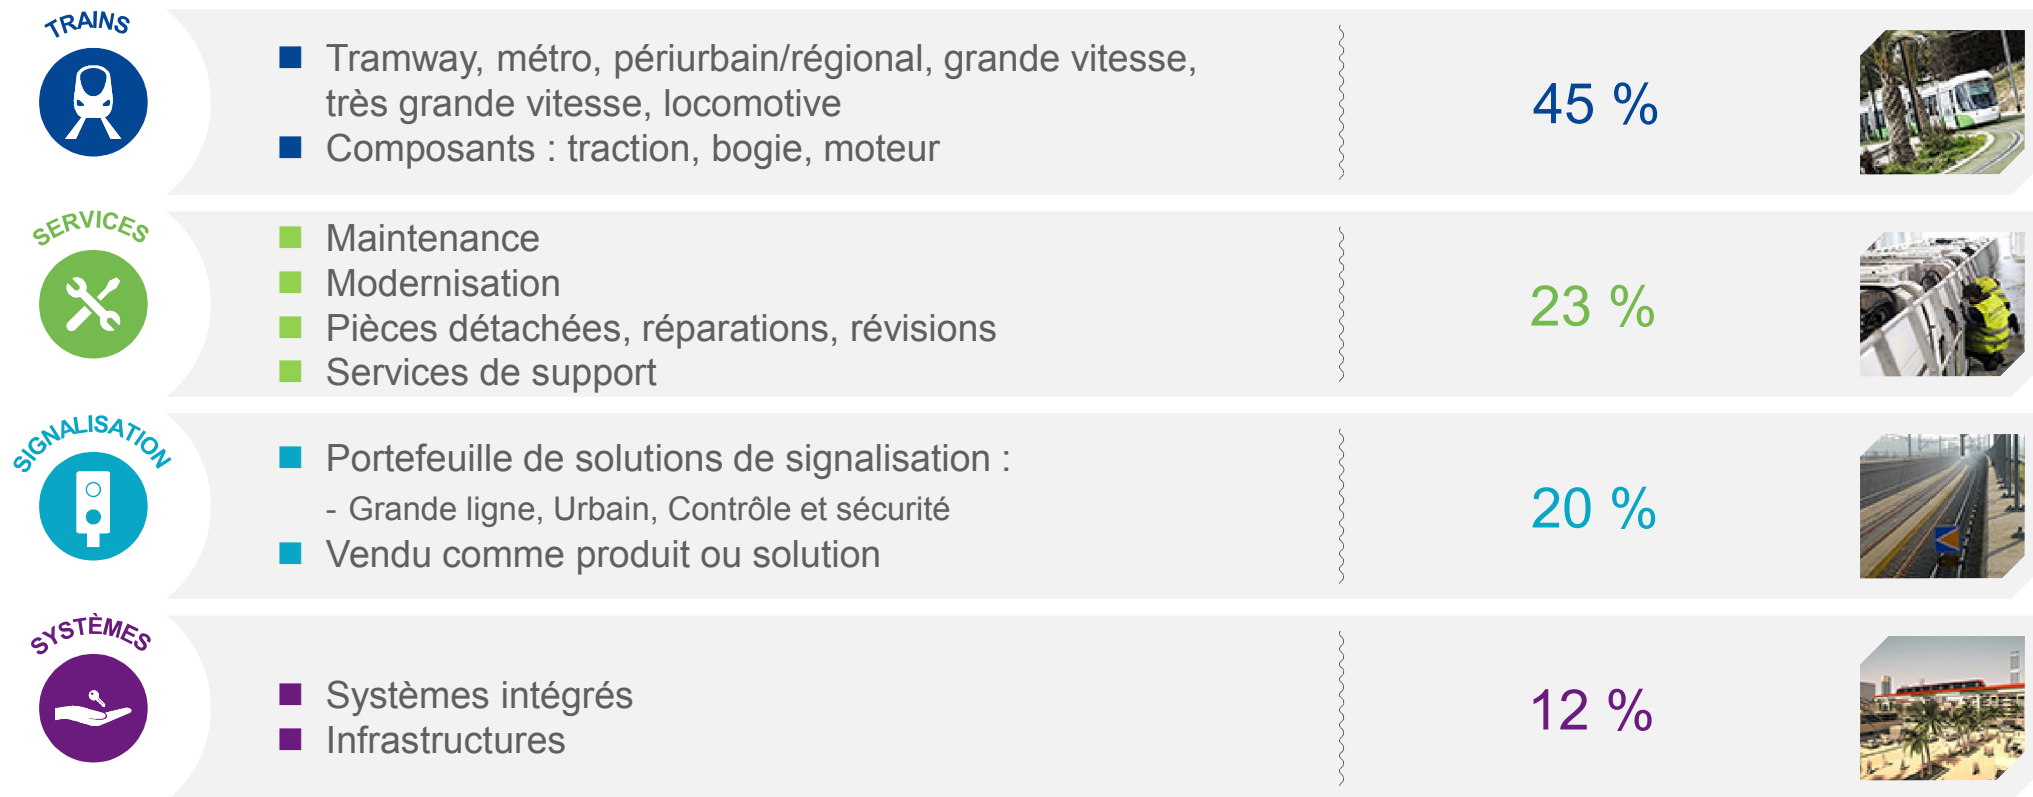 TRAINS
Tramway, métro, périurbain/régional, grande vitesse,
très grande vitesse, locomotive
Composants : traction, bogie, moteur
45 %
SERVICES
Maintenance
Modernisation
Pièces détachées, réparations, révisions
Services de support
23 %
SIGNALISATION
Portefeuille de solutions de signalisation :
- Grande ligne, Urbain, Contrôle et sécurité
Vendu comme produit ou solution
20 %
SYSTÈMES
Systèmes intégrés
Infrastructures
12 %